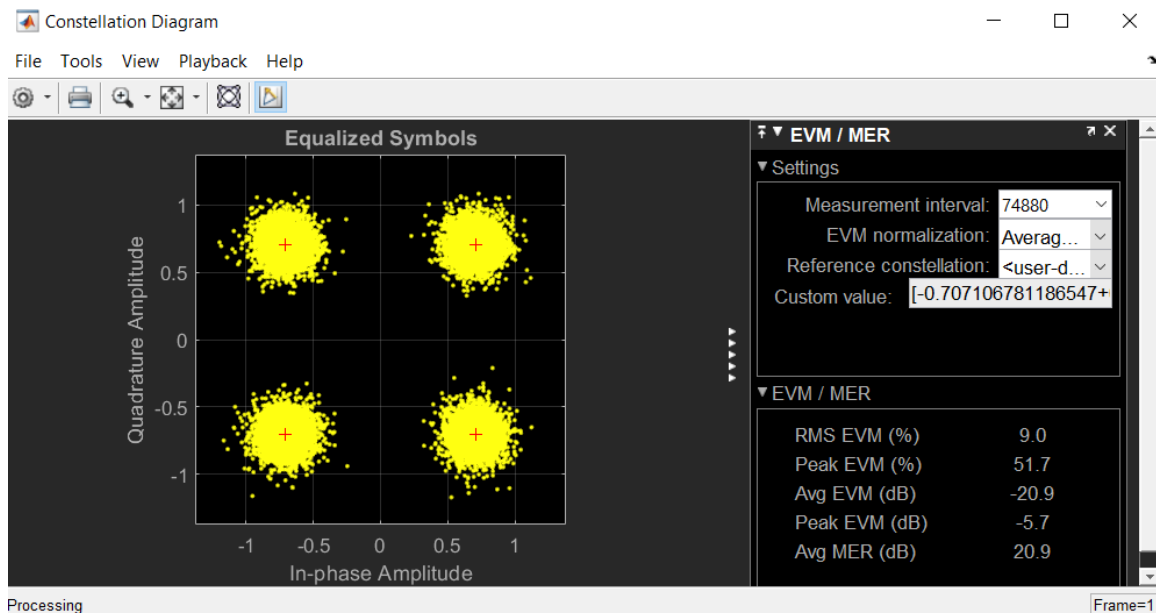 Constellation Diagram
File Tools View Playback Help
Equalized Symbols
1
0.5
0
-0.5
-1
Quadrature Amplitude
-1 -0.5 0 0.5 1
In-phase Amplitude
EVM / MER
Settings
Measurement interval: 74880
EVM normalization: Averag...
Reference constellation: <user-d...
Custom value: [-0.707106781186547+
EVM / MER
RMS EVM (%) 9.0
Peak EVM (%) 51.7
Avg EVM (dB) -20.9
Peak EVM (dB) -5.7
Avg MER (dB) 20.9
Processing Frame=1